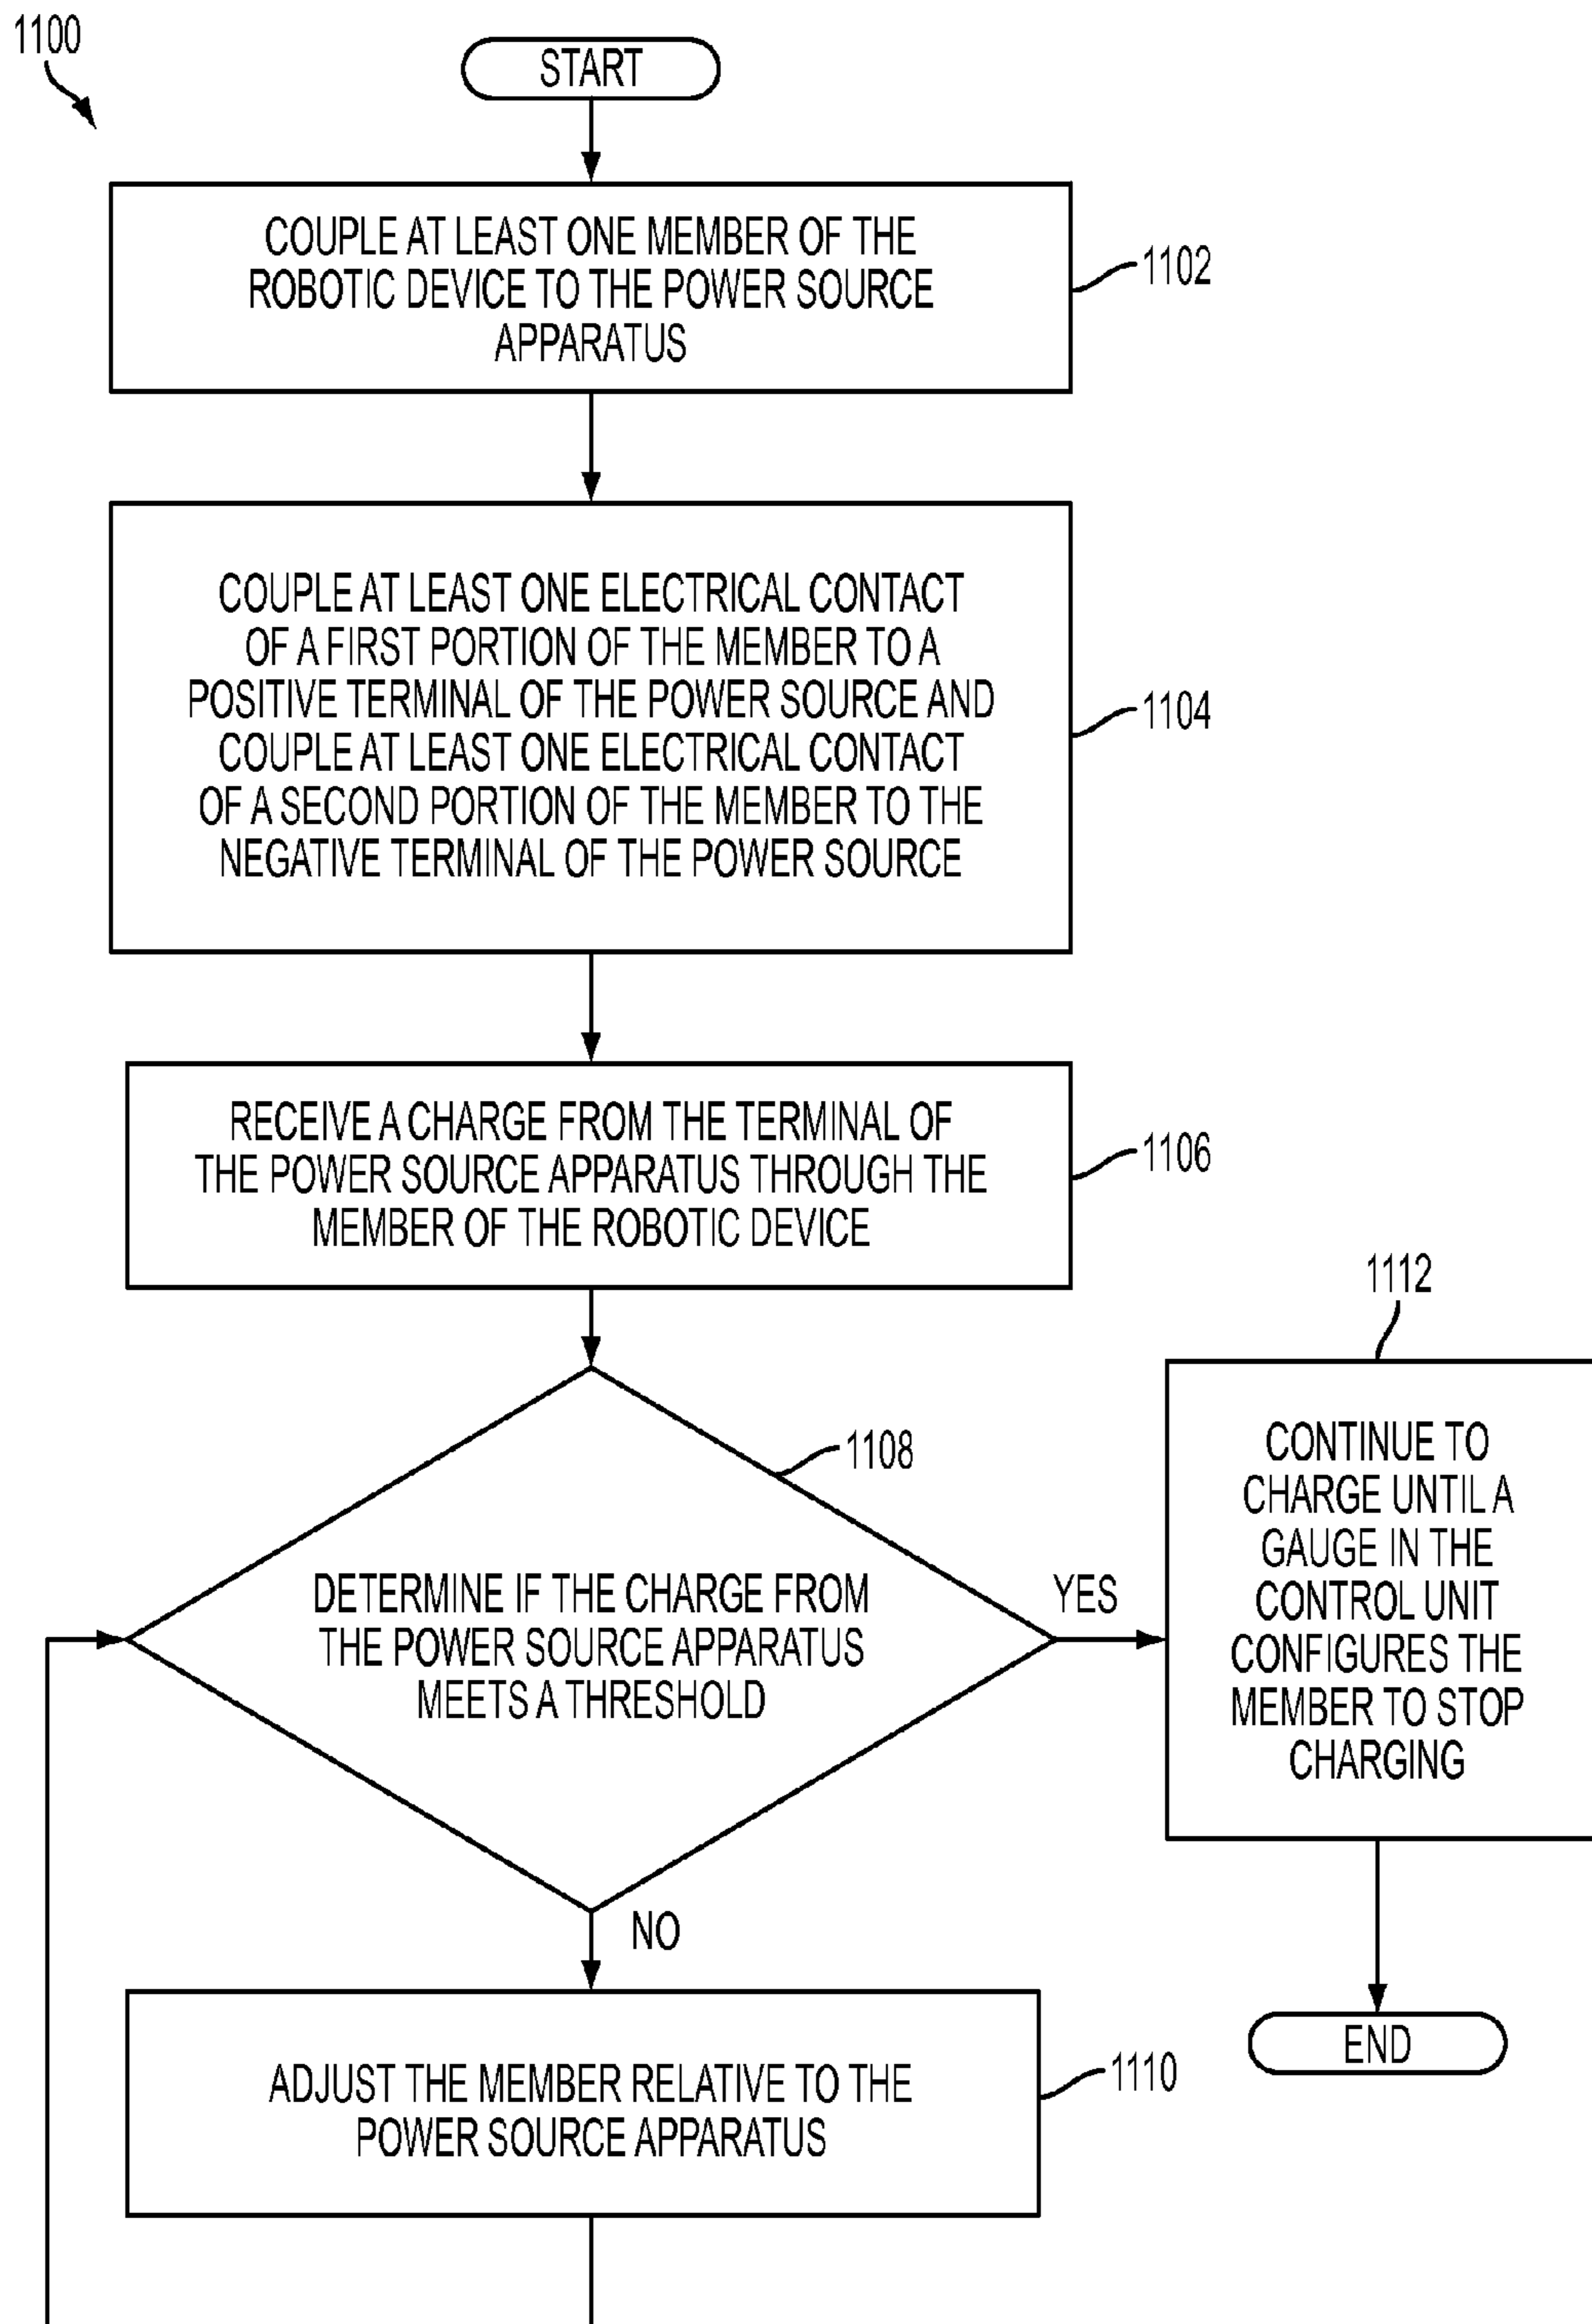 1100
START
COUPLE AT LEAST ONE MEMBER OF THE
ROBOTIC DEVICE TO THE POWER SOURCE
APPARATUS
1102
COUPLE AT LEAST ONE ELECTRICAL CONTACT
OF A FIRST PORTION OF THE MEMBER TO A
POSITIVE TERMINAL OF THE POWER SOURCE AND
COUPLE AT LEAST ONE ELECTRICAL CONTACT
OF A SECOND PORTION OF THE MEMBER TO THE
NEGATIVE TERMINAL OF THE POWER SOURCE
1104
RECEIVE A CHARGE FROM THE TERMINAL OF
THE POWER SOURCE APPARATUS THROUGH THE
MEMBER OF THE ROBOTIC DEVICE
1106
1108
DETERMINE IF THE CHARGE FROM
THE POWER SOURCE APPARATUS
MEETS A THRESHOLD
YES
1112
CONTINUE TO
CHARGE UNTIL A
GAUGE IN THE
CONTROL UNIT
CONFIGURES THE
MEMBER TO STOP
CHARGING
NO
ADJUST THE MEMBER RELATIVE TO THE
POWER SOURCE APPARATUS
1110
END